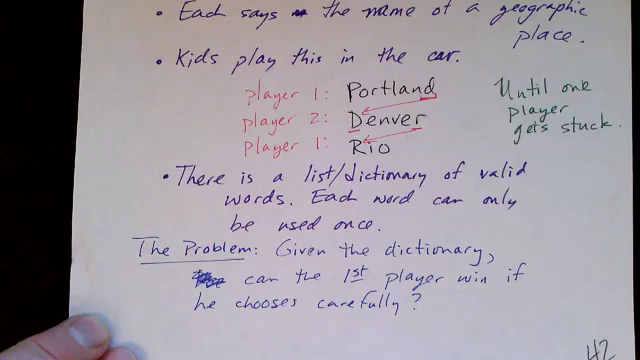 • Each says the name of a geographic
place.
• Kids play this in the car.
player 1: Portland
player 2: Denver
player 1: Rio
Until one
player
gets stuck.
• There is a list/dictionary of valid
words. Each word can only
be used once.
The Problem: Given the dictionary,
can the 1st player win if
he chooses carefully?
42